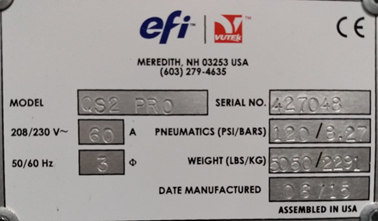 efi VUTEk CE
MEREDITH, NH 03253 USA
(603) 279-4635
MODEL QS2 PRO SERIAL NO. 427048
208/230 V~ 60 A PNEUMATICS (PSI/BARS) 120/8.27
50/60 Hz 3 Φ WEIGHT (LBS/KG) 5050/2291
DATE MANUFACTURED 06/15
ASSEMBLED IN USA